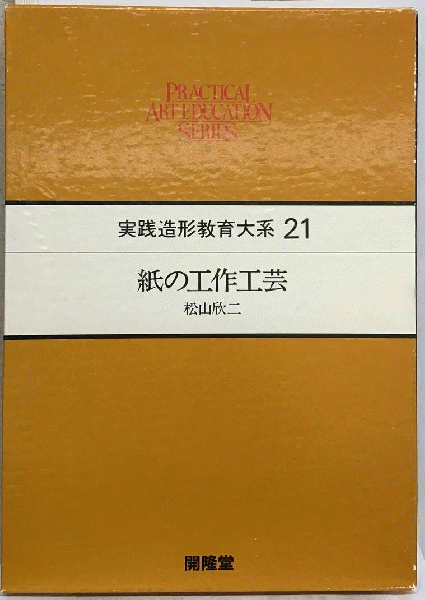 PRACTICAL
ART EDUCATION
SERIES
実践造形教育大系 21
紙の工作工芸
松山欣二
開隆堂